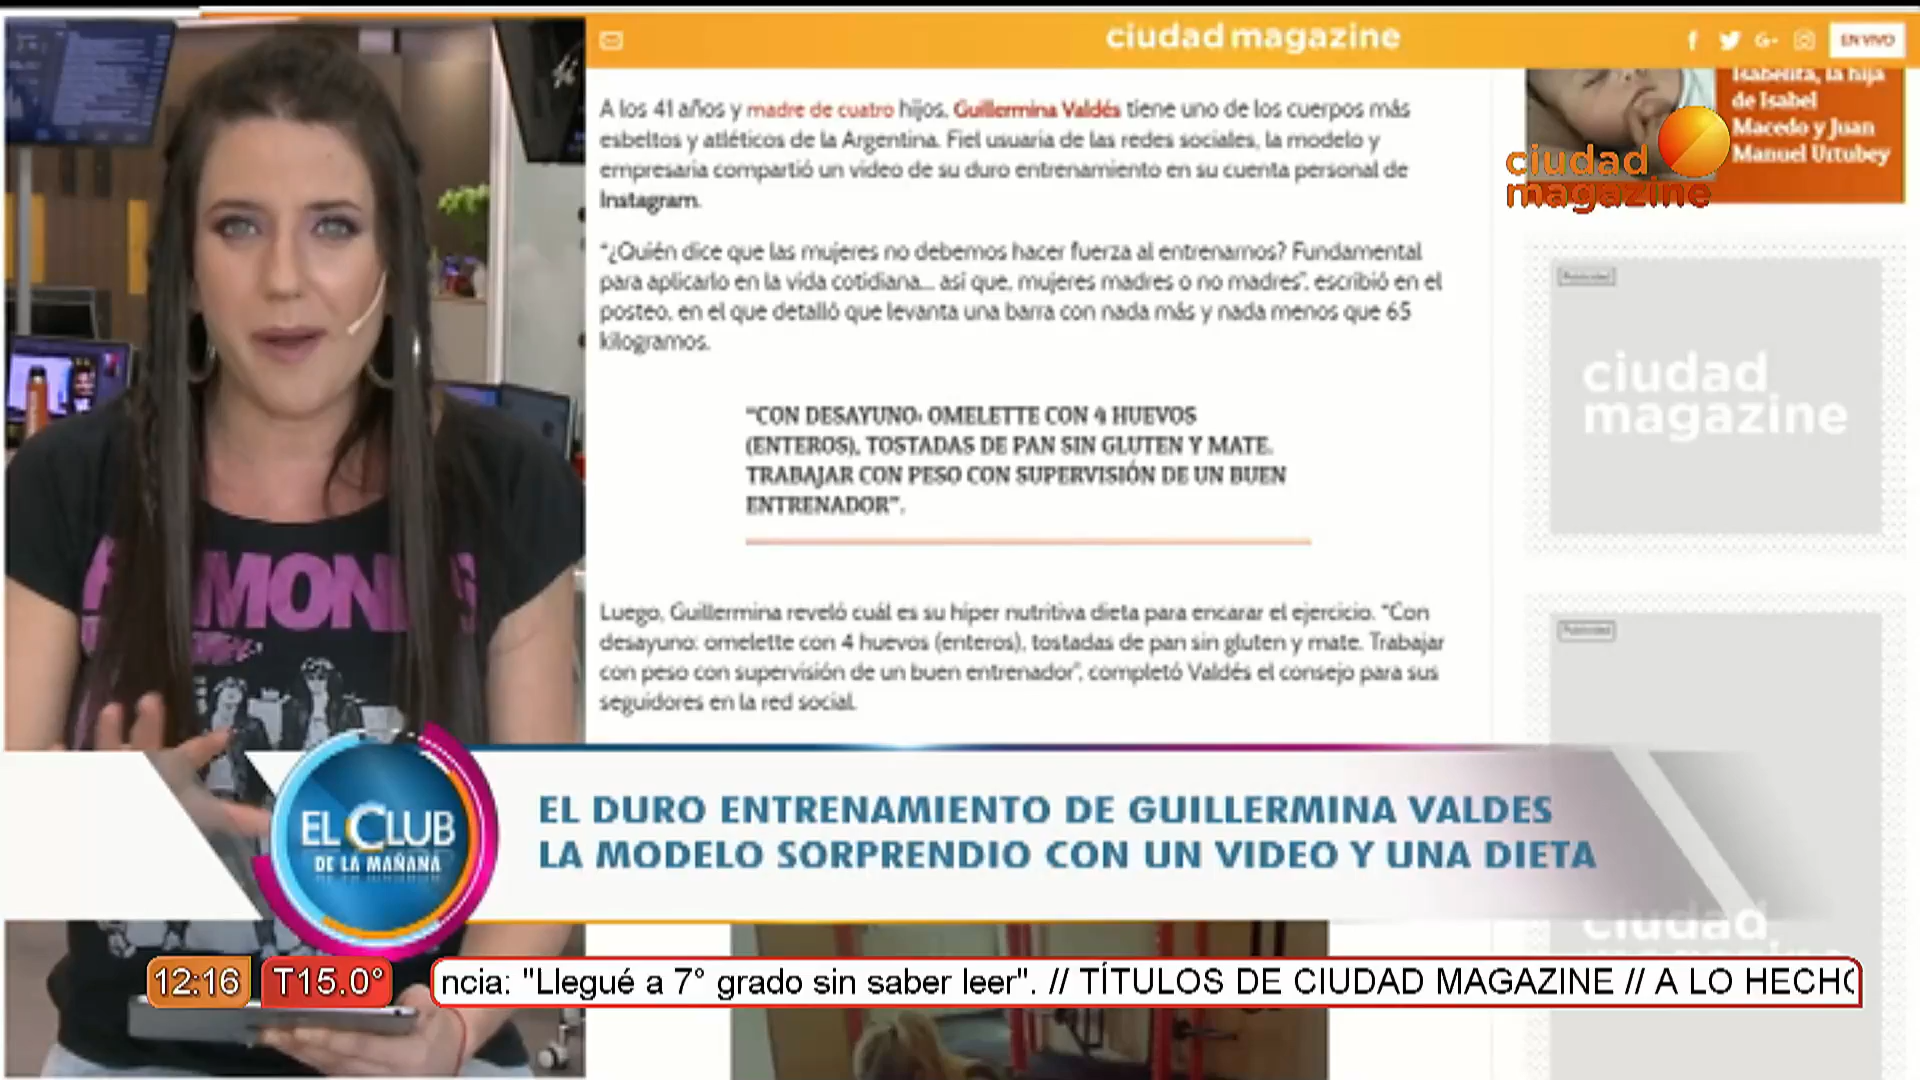 ciudad magazine
EN VIVO
A los 41 años y madre de cuatro hijos, Guillermina Valdés tiene uno de los cuerpos más
esbeltos y atléticos de la Argentina. Fiel usuaria de las redes sociales, la modelo y
empresaria compartió un video de su duro entrenamiento en su cuenta personal de
Instagram.
"¿Quién dice que las mujeres no debemos hacer fuerza al entrenarnos? Fundamental
para aplicarlo en la vida cotidiana... así que, mujeres madres o no madres", escribió en el
posteo, en el que detalló que levanta una barra con nada más y nada menos que 65
kilogramos.
"CON DESAYUNO: OMELETTE CON 4 HUEVOS
(ENTEROS), TOSTADAS DE PAN SIN GLUTEN Y MATE.
TRABAJAR CON PESO CON SUPERVISIÓN DE UN BUEN
ENTRENADOR".
Luego, Guillermina reveló cuál es su hiper nutritiva dieta para encarar el ejercicio. "Con
desayuno: omelette con 4 huevos (enteros), tostadas de pan sin gluten y mate. Trabajar
con peso con supervisión de un buen entrenador", completó Valdés el consejo para sus
seguidores en la red social.
Isabelita, la hija
de Isabel
Macedo y Juan
Manuel Urtubey
ciudad
magazine
Publicidad
ciudad
magazine
Publicidad
ciudad
RAMONES
EL CLUB
DE LA MAÑANA
EL DURO ENTRENAMIENTO DE GUILLERMINA VALDES
LA MODELO SORPRENDIO CON UN VIDEO Y UNA DIETA
12:16
T15.0°
ncia: "Llegué a 7° grado sin saber leer". // TÍTULOS DE CIUDAD MAGAZINE // A LO HECHO